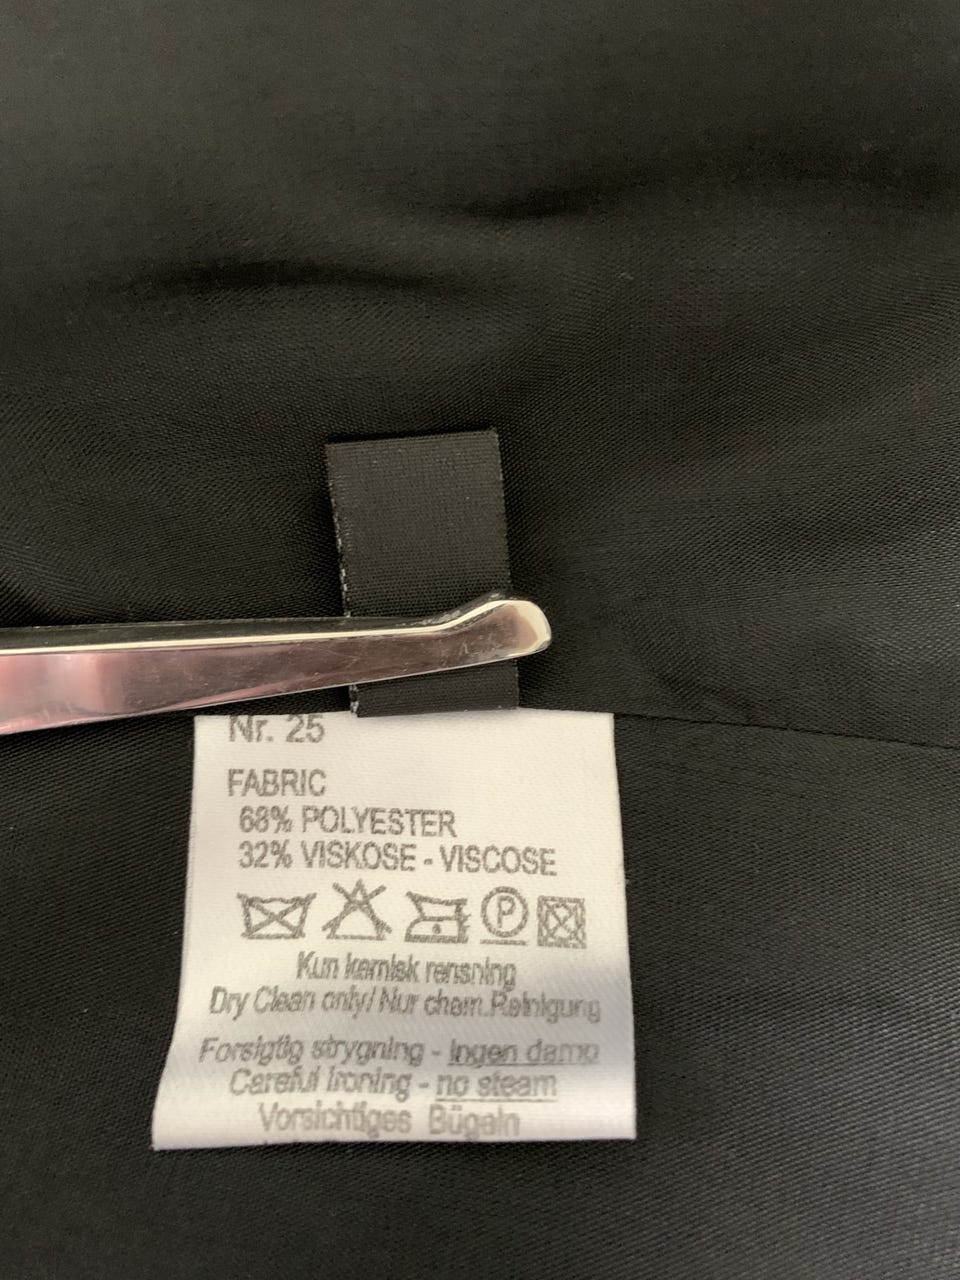 Nr. 25
FABRIC
68% POLYESTER
32% VISKOSE - VISCOSE
P
Kun kemisk rensning
Dry Clean only/ Nur chem.Reinigung
Forsigtig strygning - Ingen damp
Careful Ironing - no steam
Vorsichtiges Bügeln